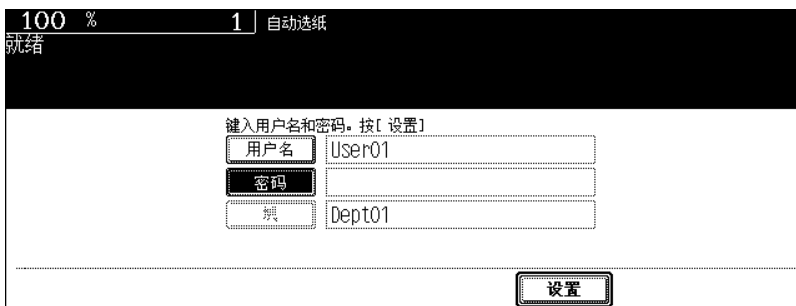 100 % 1 自动选纸
就绪
键入用户名和密码。按[ 设置]
用户名 User01
密码
Dept01
设置